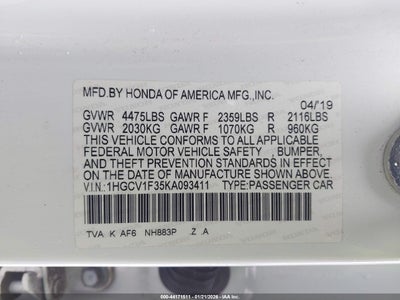 MFD.BY HONDA OF AMERICA MFG.,INC.
04/'19
GVWR 4475LBS GAWR F 2359LBS R 2116LBS
GVWR 2030KG GAWR F 1070KG R 960KG
THIS VEHICLE CONFORMS TO ALL APPLICABLE
FEDERAL MOTOR VEHICLE SAFETY, BUMPER,
AND THEFT PREVENTION STANDARDS IN EFFECT
ON THE DATE OF MANUFACTURE SHOWN ABOVE.
V.I.N:1HGCV1F35KA093411 TYPE:PASSENGER CAR
TVA K AF6 NH883P Z A
000-44171511 - 01/21/2026 - IAA